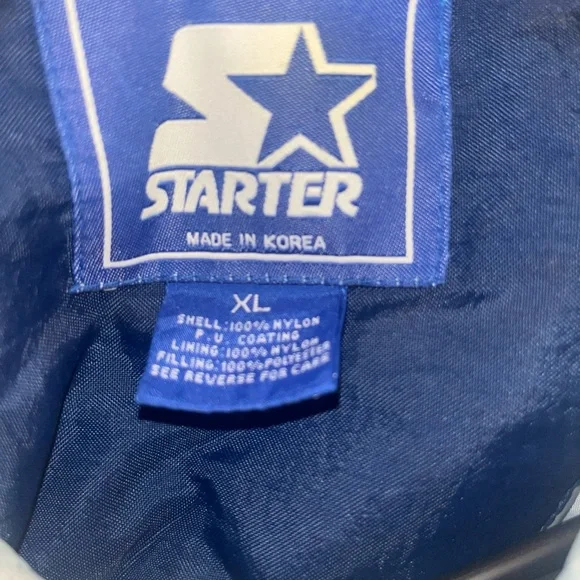 STARTER
MADE IN KOREA
XL
SHELL:100% NYLON
P.U. COATING
LINING:100% NYLON
FILLING:100% POLYESTER
SEE REVERSE FOR CARE